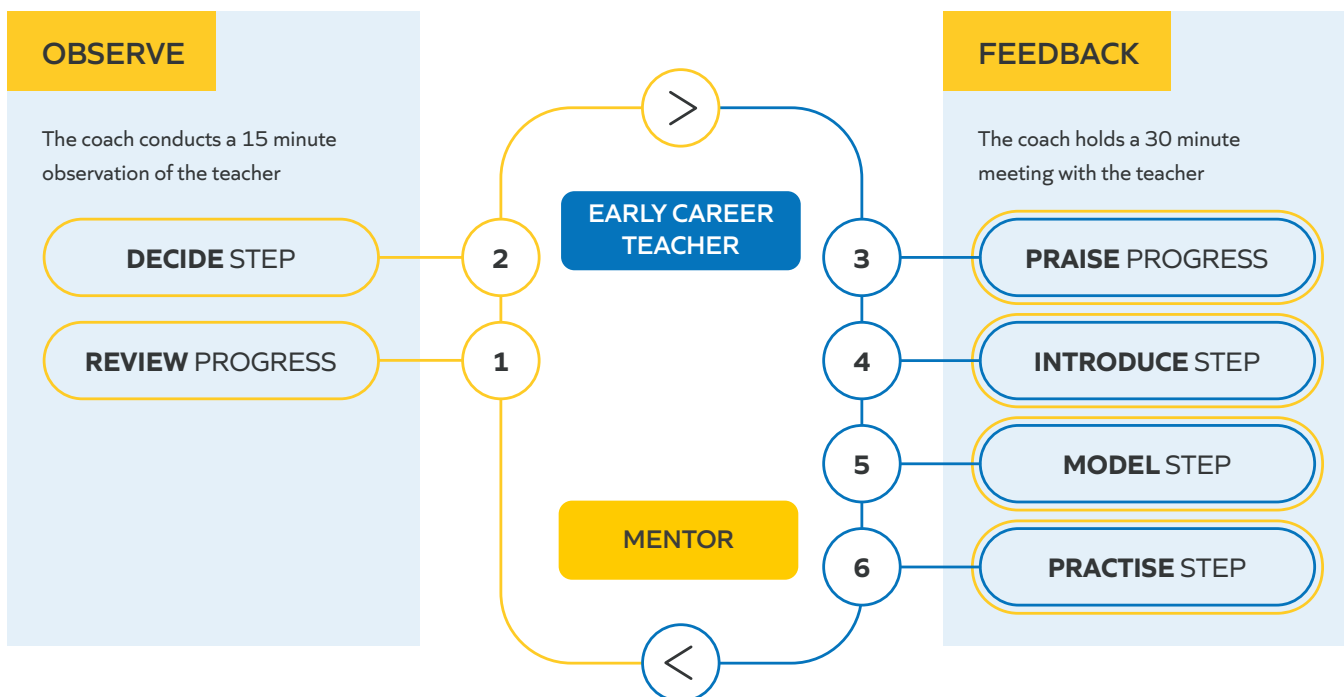 OBSERVE
The coach conducts a 15 minute
observation of the teacher
DECIDE STEP
REVIEW PROGRESS
2
1
>
EARLY CAREER
TEACHER
MENTOR
<
3
4
5
6
FEEDBACK
The coach holds a 30 minute
meeting with the teacher
PRAISE PROGRESS
INTRODUCE STEP
MODEL STEP
PRACTISE STEP